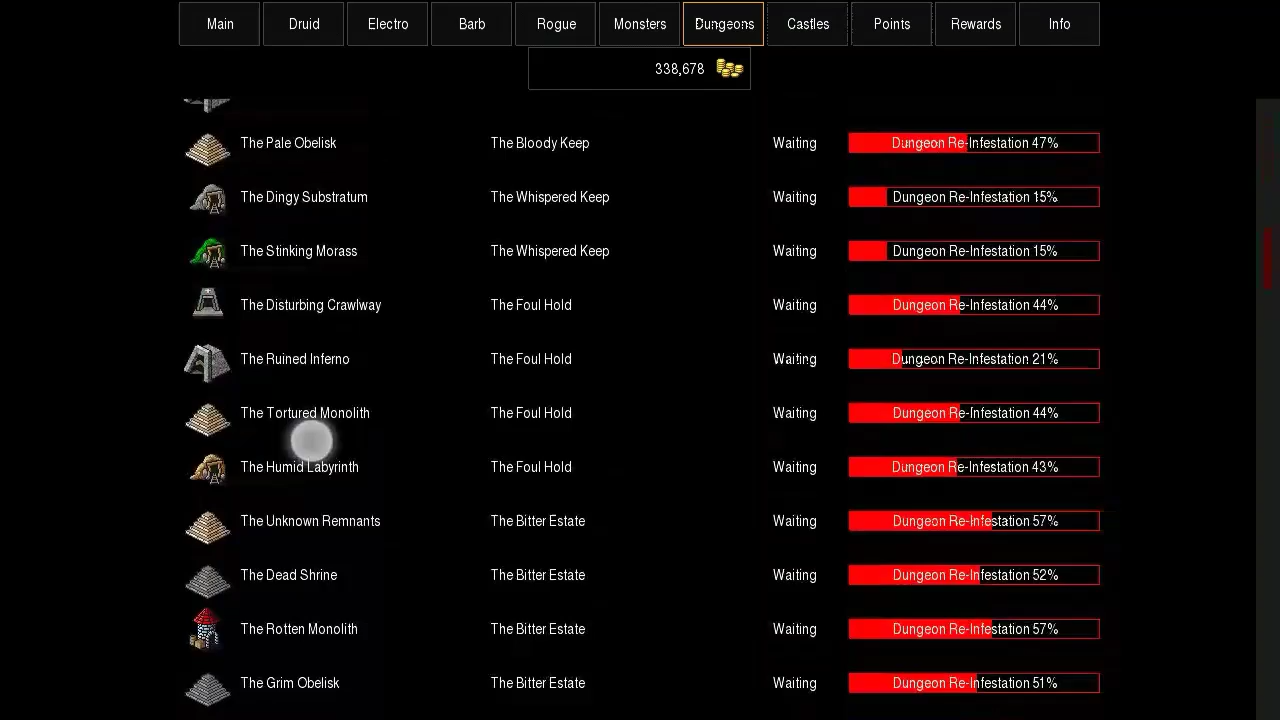 Main Druid Electro Barb Rogue Monsters Dungeons Castles Points Rewards Info
338,678
The Pale Obelisk The Bloody Keep Waiting Dungeon Re-Infestation 47%
The Dingy Substratum The Whispered Keep Waiting Dungeon Re-Infestation 15%
The Stinking Morass The Whispered Keep Waiting Dungeon Re-Infestation 15%
The Disturbing Crawlway The Foul Hold Waiting Dungeon Re-Infestation 44%
The Ruined Inferno The Foul Hold Waiting Dungeon Re-Infestation 21%
The Tortured Monolith The Foul Hold Waiting Dungeon Re-Infestation 44%
The Humid Labyrinth The Foul Hold Waiting Dungeon Re-Infestation 43%
The Unknown Remnants The Bitter Estate Waiting Dungeon Re-Infestation 57%
The Dead Shrine The Bitter Estate Waiting Dungeon Re-Infestation 52%
The Rotten Monolith The Bitter Estate Waiting Dungeon Re-Infestation 57%
The Grim Obelisk The Bitter Estate Waiting Dungeon Re-Infestation 51%